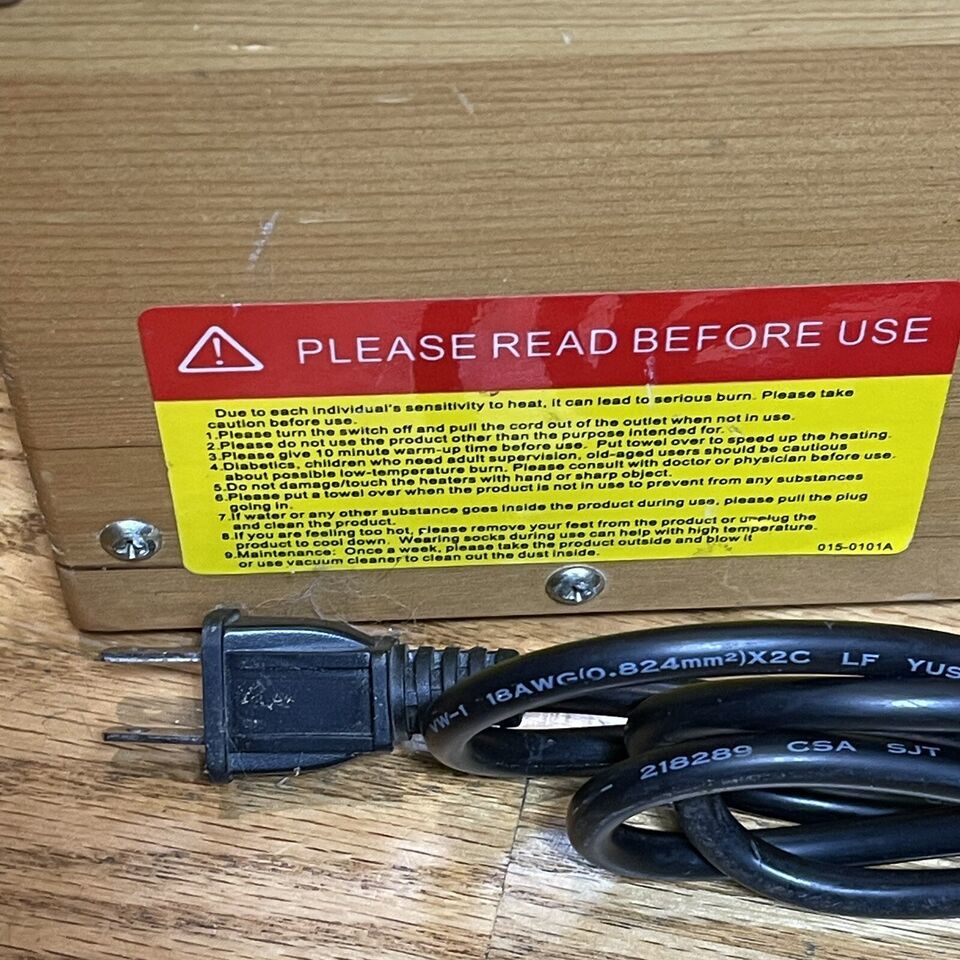 PLEASE READ BEFORE USE
Due to each individual's sensitivity to heat, it can lead to serious burn. Please take
caution before use.
1.Please turn the switch off and pull the cord out of the outlet when not in use.
2.Please do not use the product other than the purpose intended for.
3.Please give 10 minute warm-up time before use. Put towel over to speed up the heating.
4.Diabetics, children who need adult supervision, old-aged users should be cautious
about possible low-temperature burn. Please consult with doctor or physician before use.
5.Do not damage/touch the heaters with hand or sharp object.
6.Please put a towel over when the product is not in use to prevent from any substances
going in.
7.If water or any other substance goes inside the product during use, please pull the plug
and clean the product.
8.If you are feeling too hot, please remove your feet from the product or unplug the
product to cool down. Wearing socks during use can help with high temperature.
9.Maintenance: Once a week, please take the product outside and blow it
or use vacuum cleaner to clean out the dust inside.
015-0101A
VW-1 18AWG(0.824mm²)X2C LF YUS
218289 CSA SJT